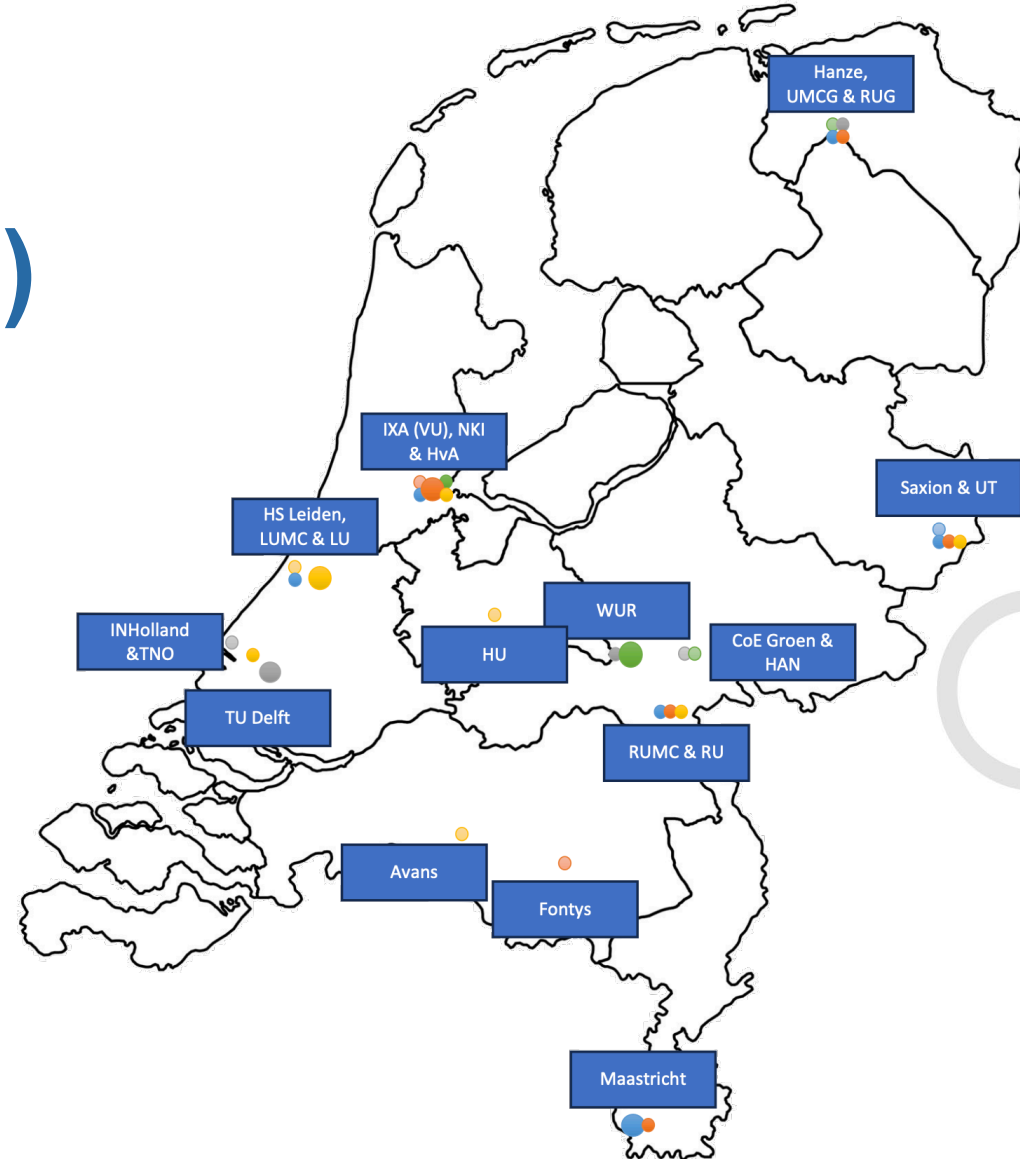 Hanze,
UMCG & RUG
)
IXA (VU), NKI
& HvA
Saxion & UT
HS Leiden,
LUMC & LU
WUR
INHolland
&TNO
HU
CoE Groen &
HAN
TU Delft
RUMC & RU
Avans
Fontys
Maastricht